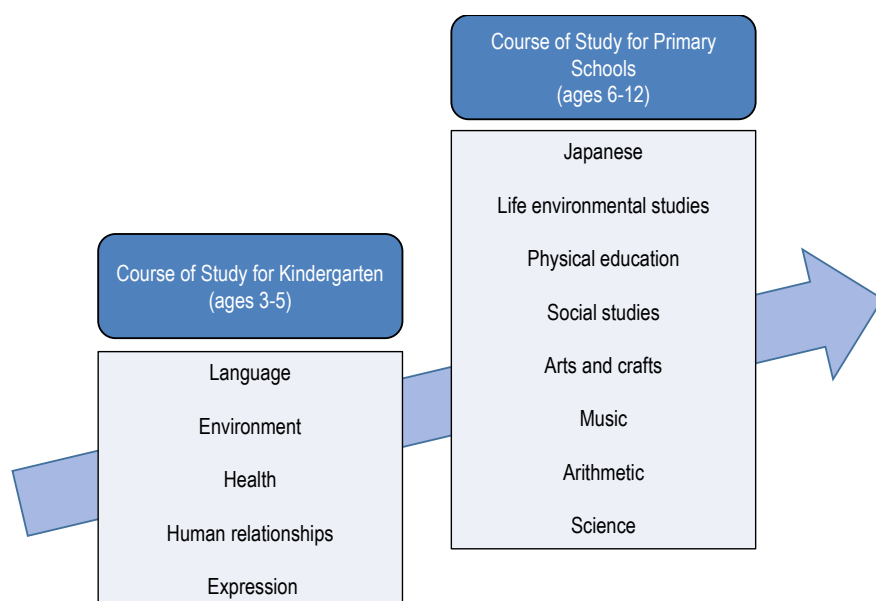 Course of Study for Primary
Schools
(ages 6-12)
Japanese
Life environmental studies
Physical education
Social studies
Arts and crafts
Music
Arithmetic
Science
Course of Study for Kindergarten
(ages 3-5)
Language
Environment
Health
Human relationships
Expression